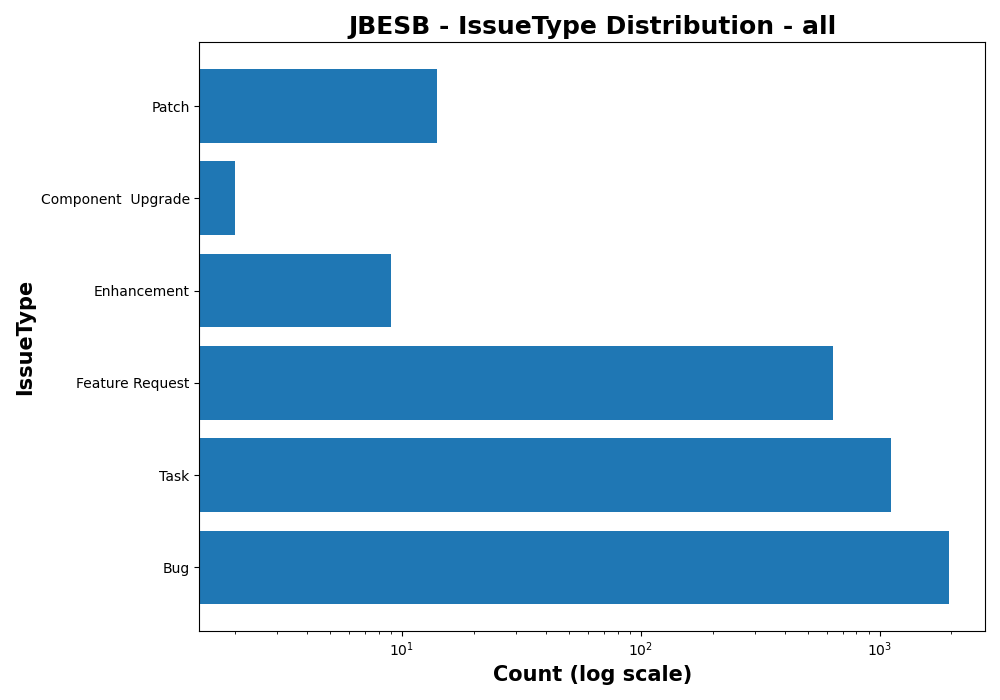 JBESB - IssueType Distribution - all
Patch
Component  Upgrade
Enhancement
Feature Request
Task
Bug
IssueType
10¹
10²
10³
Count (log scale)